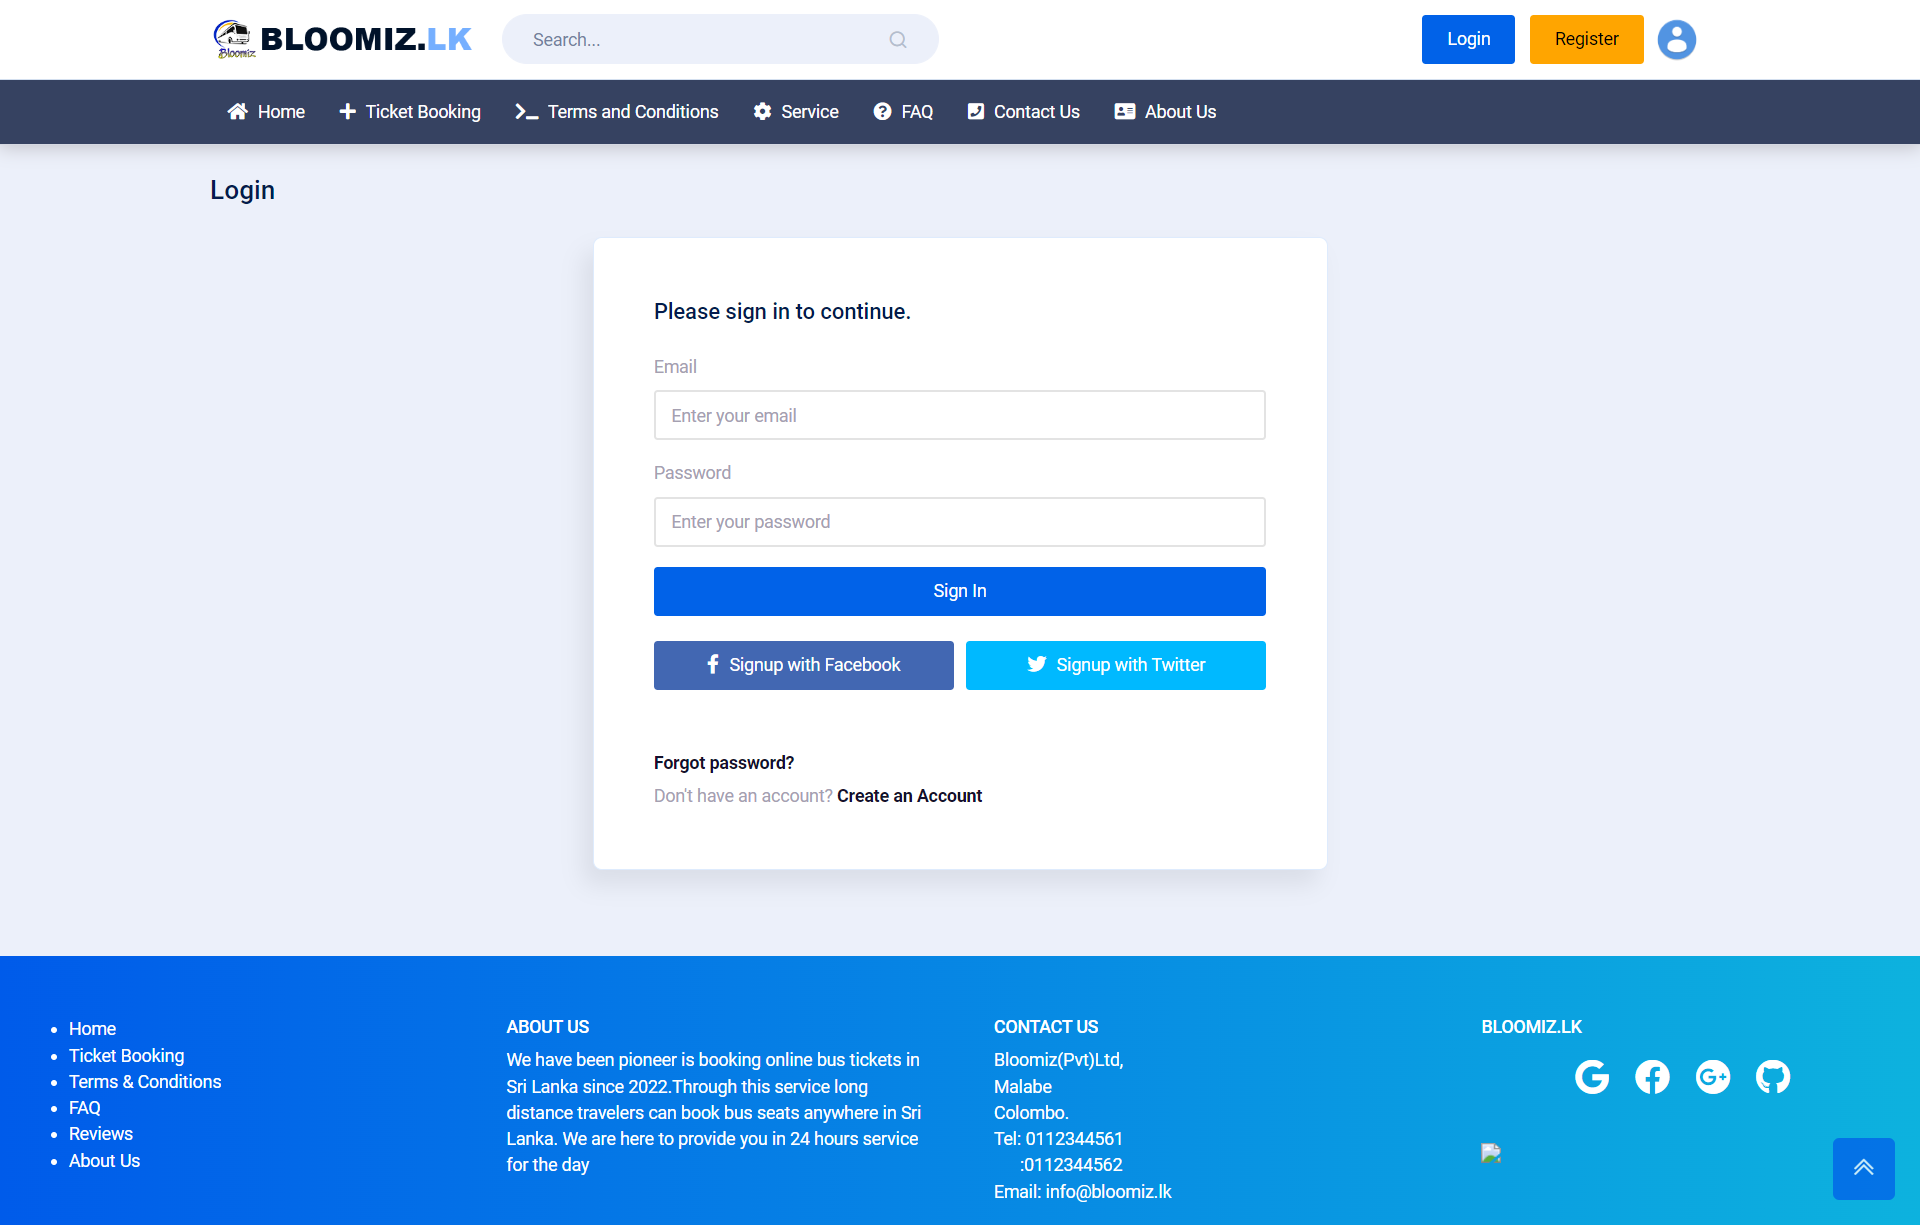 Bloomiz BLOOMIZ.LK
Search...
Login
Register
Home
Ticket Booking
Terms and Conditions
Service
FAQ
Contact Us
About Us
Login
Please sign in to continue.
Email
Enter your email
Password
Enter your password
Sign In
Signup with Facebook
Signup with Twitter
Forgot password?
Don't have an account? Create an Account
Home
Ticket Booking
Terms & Conditions
FAQ
Reviews
About Us
ABOUT US
We have been pioneer is booking online bus tickets in
Sri Lanka since 2022.Through this service long
distance travelers can book bus seats anywhere in Sri
Lanka. We are here to provide you in 24 hours service
for the day
CONTACT US
Bloomiz(Pvt)Ltd,
Malabe
Colombo.
Tel: 0112344561
:0112344562
Email: info@bloomiz.lk
BLOOMIZ.LK